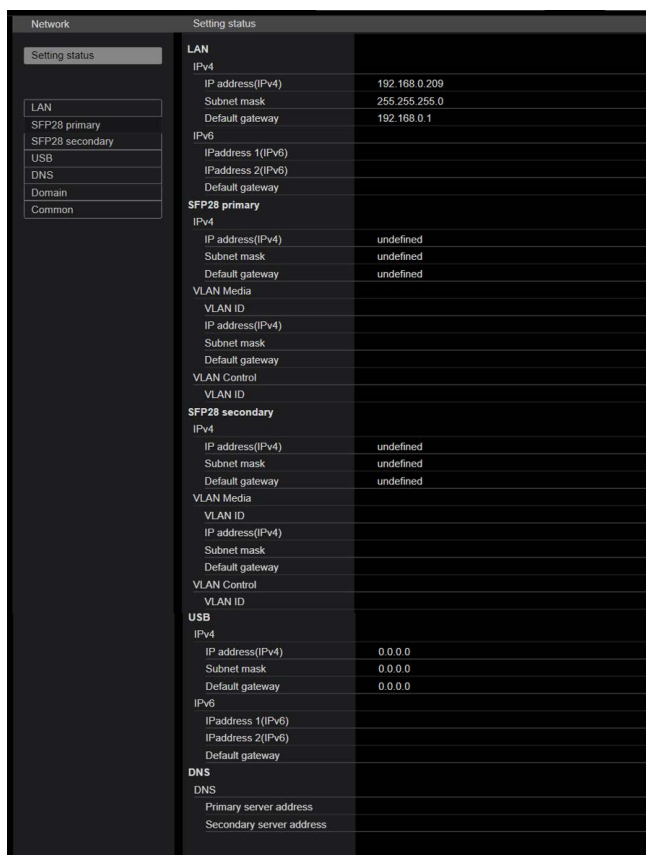 Network
Setting status
Setting status
LAN
SFP28 primary
SFP28 secondary
USB
DNS
Domain
Common
LAN
IPv4
IP address(IPv4) 192.168.0.209
Subnet mask 255.255.255.0
Default gateway 192.168.0.1
IPv6
IPaddress 1(IPv6)
IPaddress 2(IPv6)
Default gateway
SFP28 primary
IPv4
IP address(IPv4) undefined
Subnet mask undefined
Default gateway undefined
VLAN Media
VLAN ID
IP address(IPv4)
Subnet mask
Default gateway
VLAN Control
VLAN ID
SFP28 secondary
IPv4
IP address(IPv4) undefined
Subnet mask undefined
Default gateway undefined
VLAN Media
VLAN ID
IP address(IPv4)
Subnet mask
Default gateway
VLAN Control
VLAN ID
USB
IPv4
IP address(IPv4) 0.0.0.0
Subnet mask 0.0.0.0
Default gateway 0.0.0.0
IPv6
IPaddress 1(IPv6)
IPaddress 2(IPv6)
Default gateway
DNS
DNS
Primary server address
Secondary server address